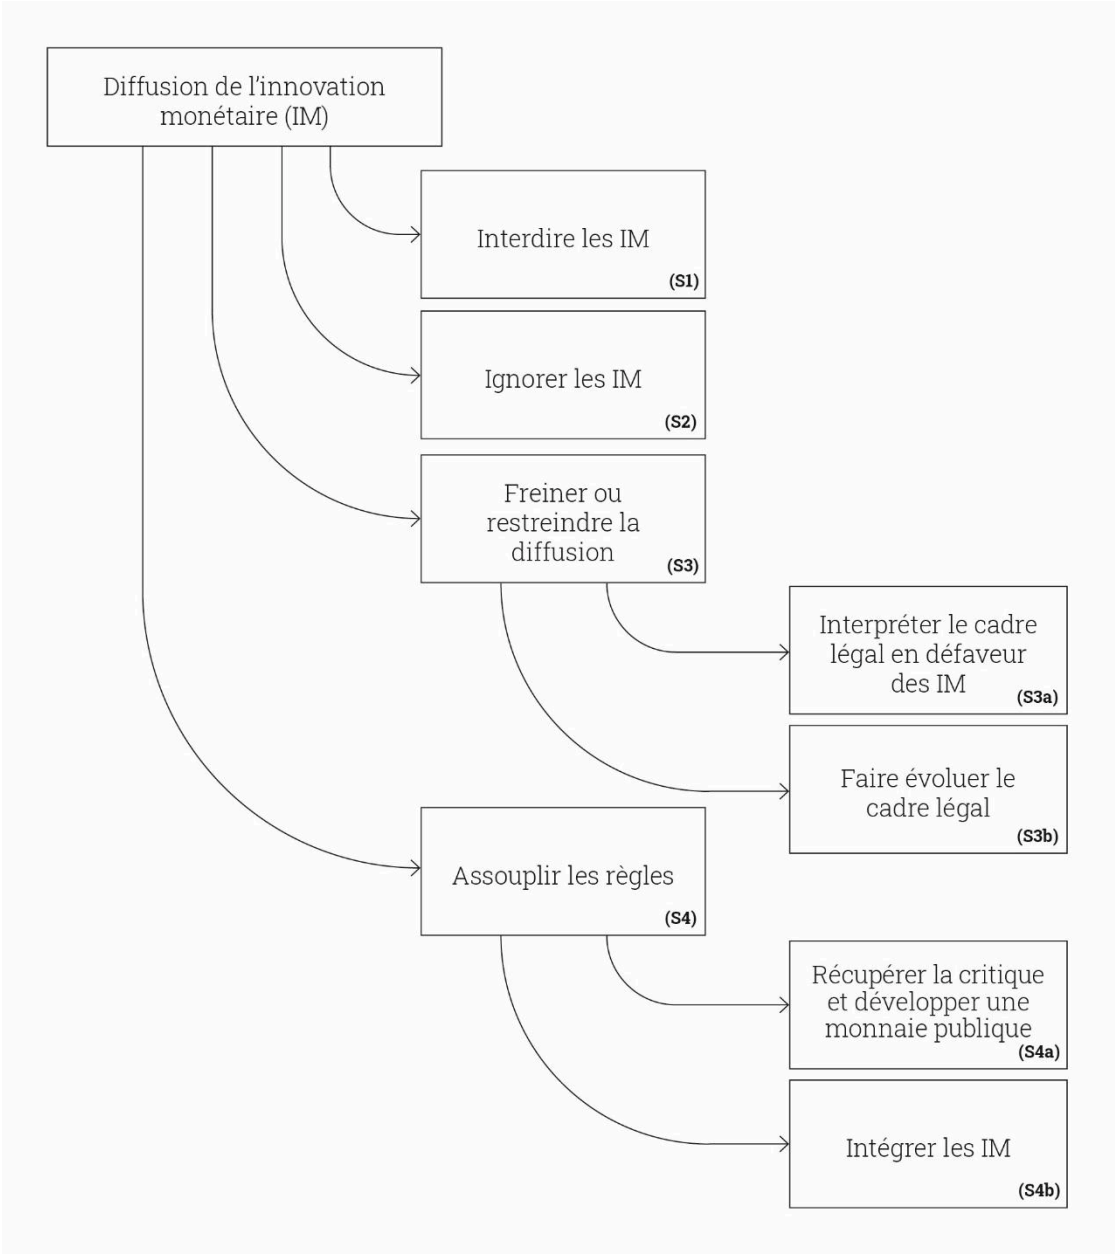 Diffusion de l’innovation
monétaire (IM)
Interdire les IM
(S1)
Ignorer les IM
(S2)
Freiner ou
restreindre la
diffusion
(S3)
Interpréter le cadre
légal en défaveur
des IM
(S3a)
Faire évoluer le
cadre légal
(S3b)
Assouplir les règles
(S4)
Récupérer la critique
et développer une
monnaie publique
(S4a)
Intégrer les IM
(S4b)